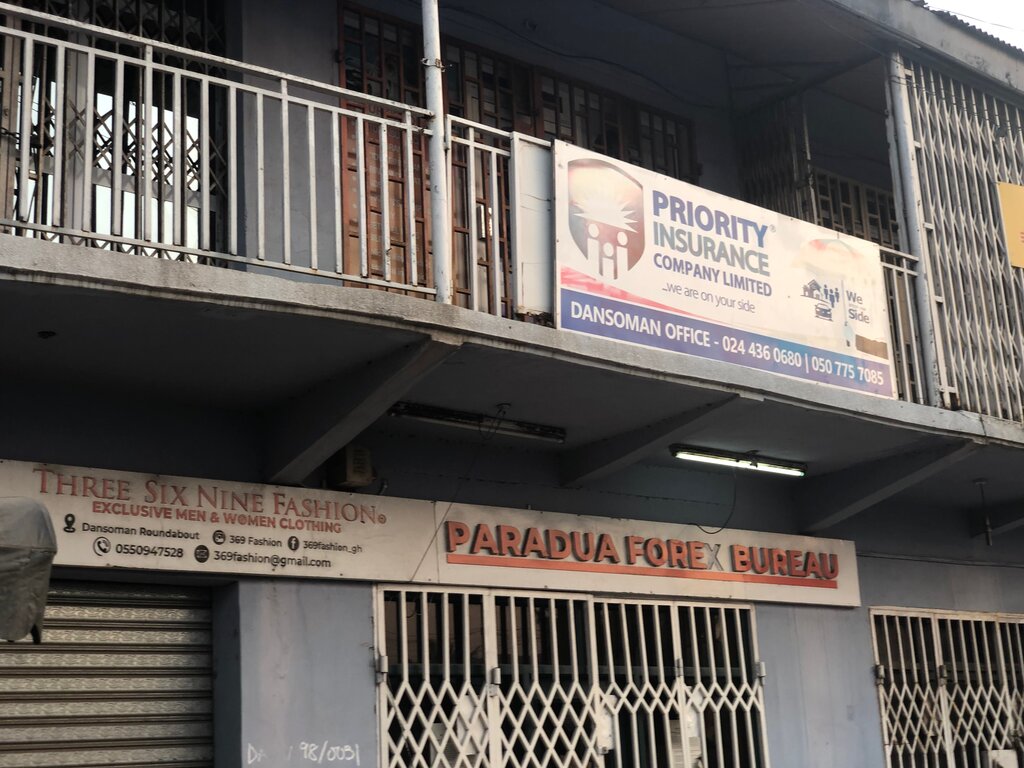 PRIORITY®
INSURANCE
COMPANY LIMITED
...we are on your side
We
Side
DANSOMAN OFFICE - 024 436 0680 | 050 775 7085
THREE SIX NINE FASHION
EXCLUSIVE MEN & WOMEN CLOTHING
Dansoman Roundabout 369 Fashion 369fashion_gh
0550947528 369fashion@gmail.com
PARADUA FOREX BUREAU
98/0031